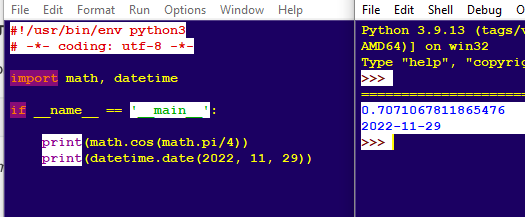 File Edit Format Run Options Window Help
#!/usr/bin/env python3
# -*- coding: utf-8 -*-
import math, datetime
if __name__ == '__main__':
print(math.cos(math.pi/4))
print(datetime.date(2022, 11, 29))
File Edit Shell Debug O
Python 3.9.13 (tags/v
AMD64)] on win32
Type "help", "copyrig
>>>
=====================
0.7071067811865476
2022-11-29
>>>